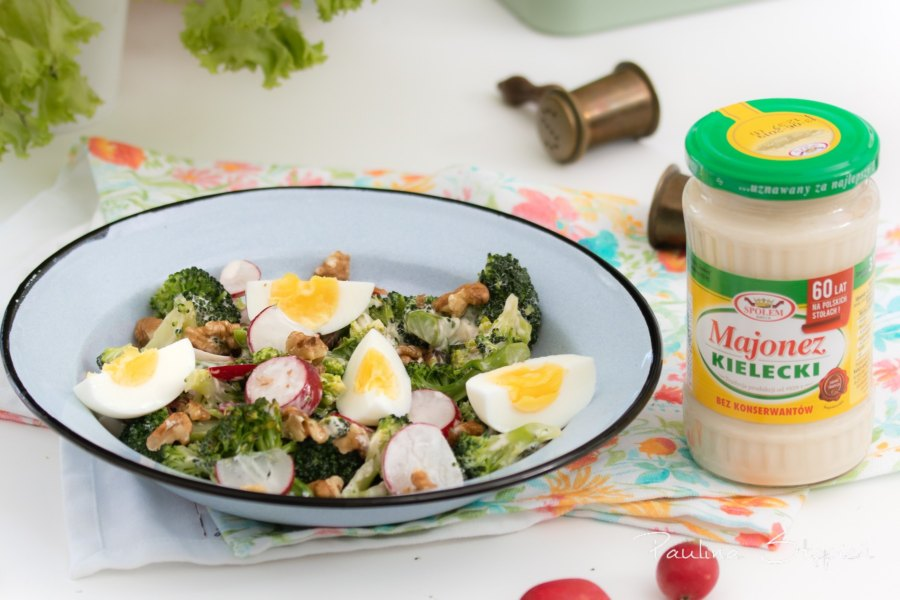 ...uznawany za najlepszy
SPOŁEM
60 LAT
NA POLSKICH
STOŁACH!
Majonez
KIELECKI
BEZ KONSERWANTÓW
Paulina